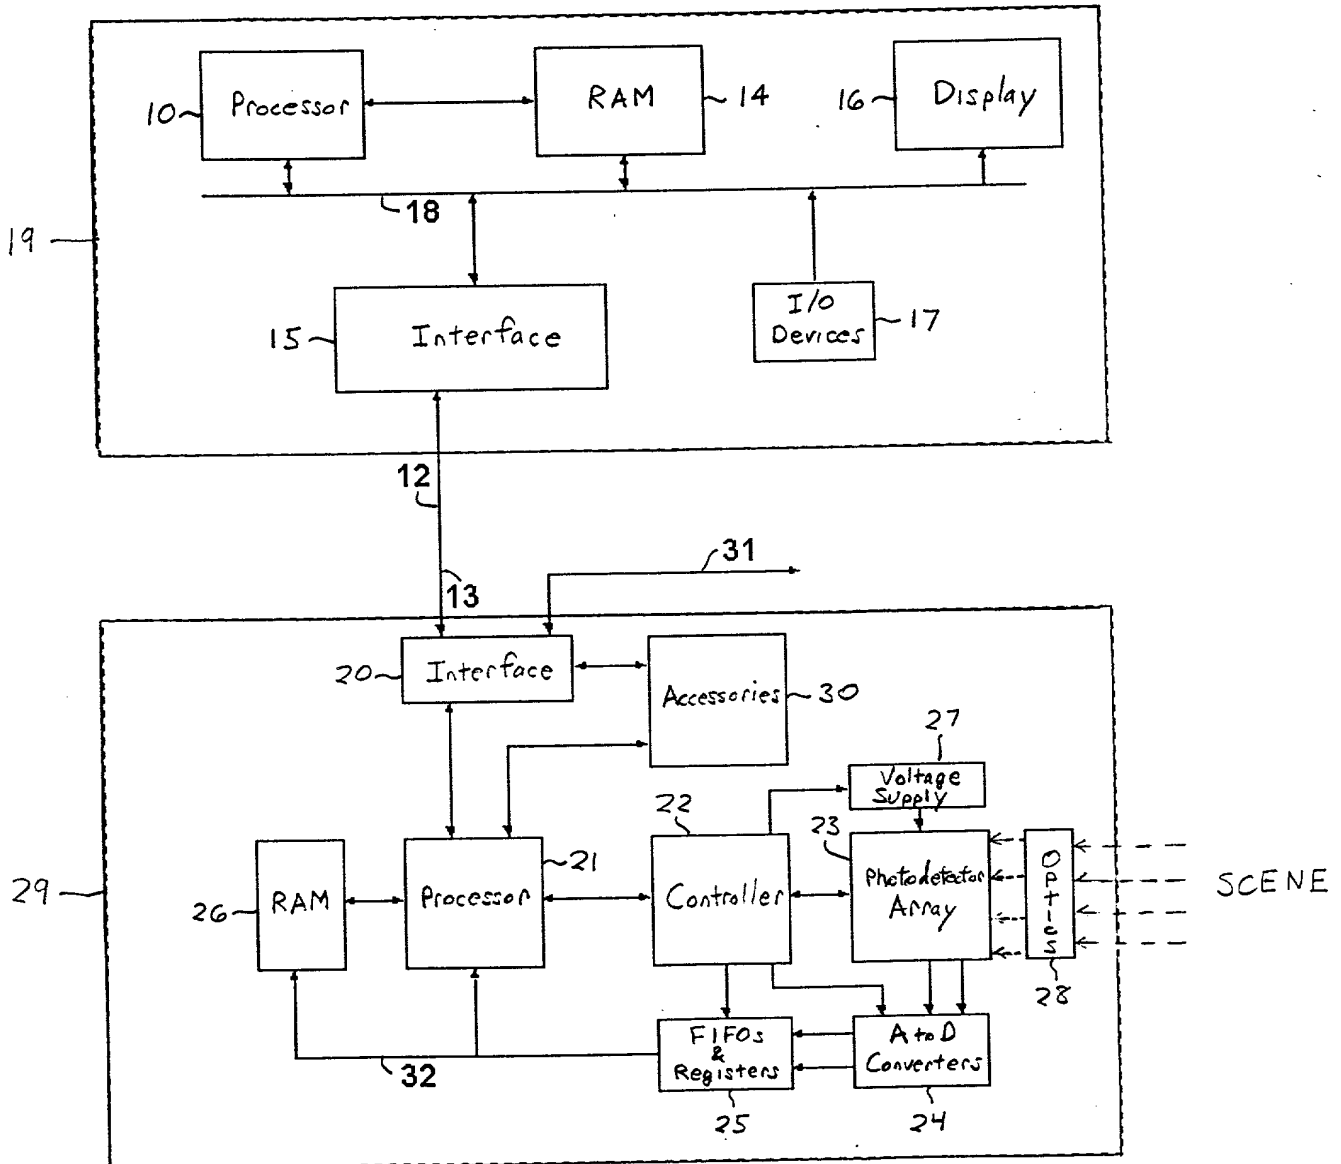 10 Processor
RAM 14
16 Display
18
19
15 Interface
I/O
Devices
17
12
13
31
20 Interface
Accessories 30
27
Voltage
Supply
22
23
29
26 RAM
Processor
21
Controller
Photodetector
Array
Optics
28
SCENE
FIFOs
&
Registers
25
A to D
Converters
24
32